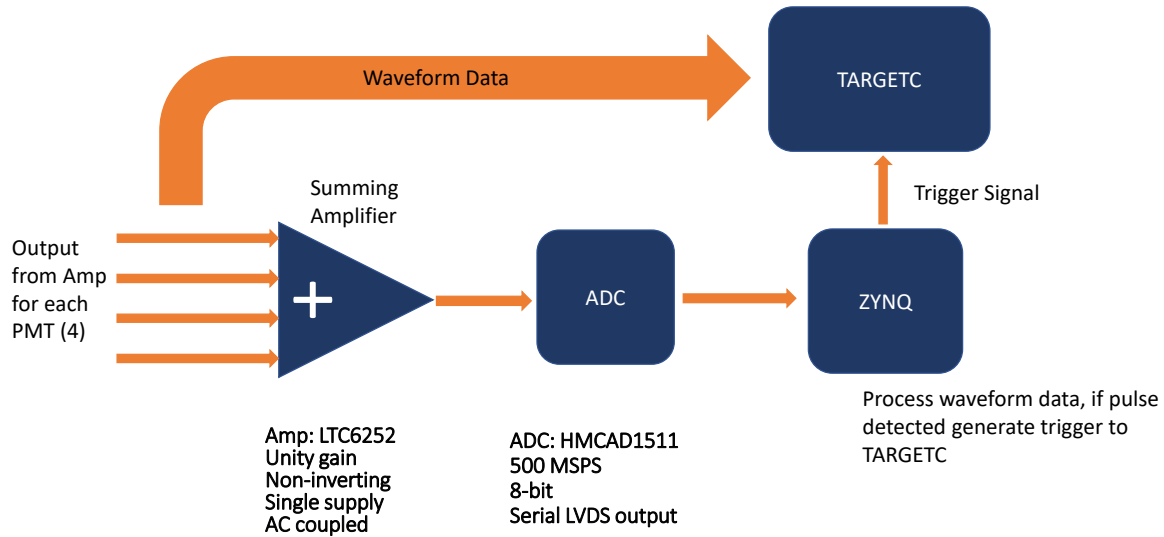 Waveform Data
TARGETC
Summing
Amplifier
Trigger Signal
Output
from Amp
for each
PMT (4)
+
ADC
ZYNQ
Process waveform data, if pulse
detected generate trigger to
TARGETC
Amp: LTC6252
Unity gain
Non-inverting
Single supply
AC coupled
ADC: HMCAD1511
500 MSPS
8-bit
Serial LVDS output